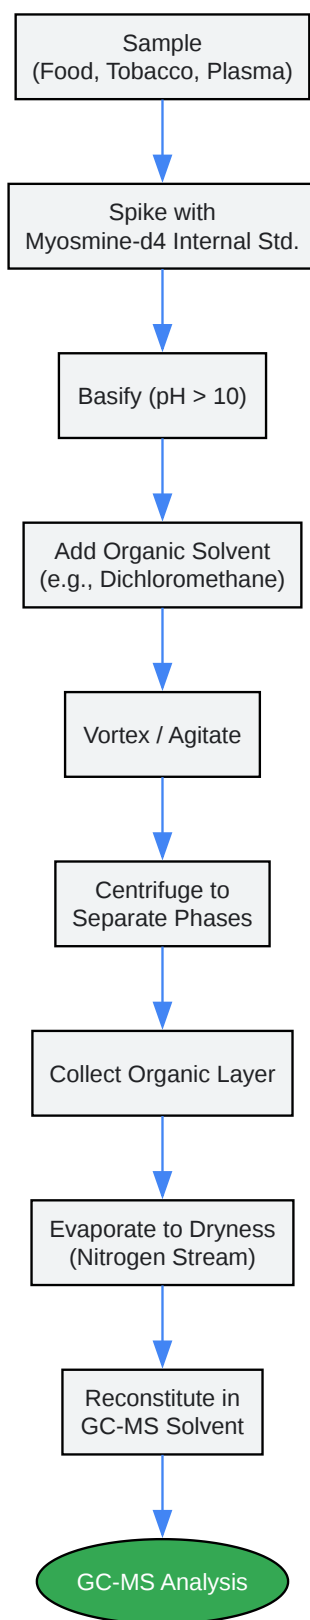 Sample
(Food, Tobacco, Plasma)
Spike with
Myosmine-d4 Internal Std.
Basify (pH > 10)
Add Organic Solvent
(e.g., Dichloromethane)
Vortex / Agitate
Centrifuge to
Separate Phases
Collect Organic Layer
Evaporate to Dryness
(Nitrogen Stream)
Reconstitute in
GC-MS Solvent
GC-MS Analysis